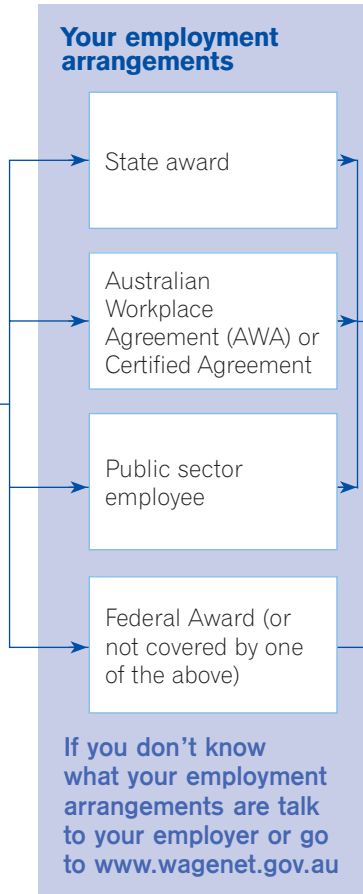 Your employment
arrangements
State award
Australian
Workplace
Agreement (AWA) or
Certified Agreement
Public sector
employee
Federal Award (or
not covered by one
of the above)
If you don’t know
what your employment
arrangements are talk
to your employer or go
to www.wagenet.gov.au